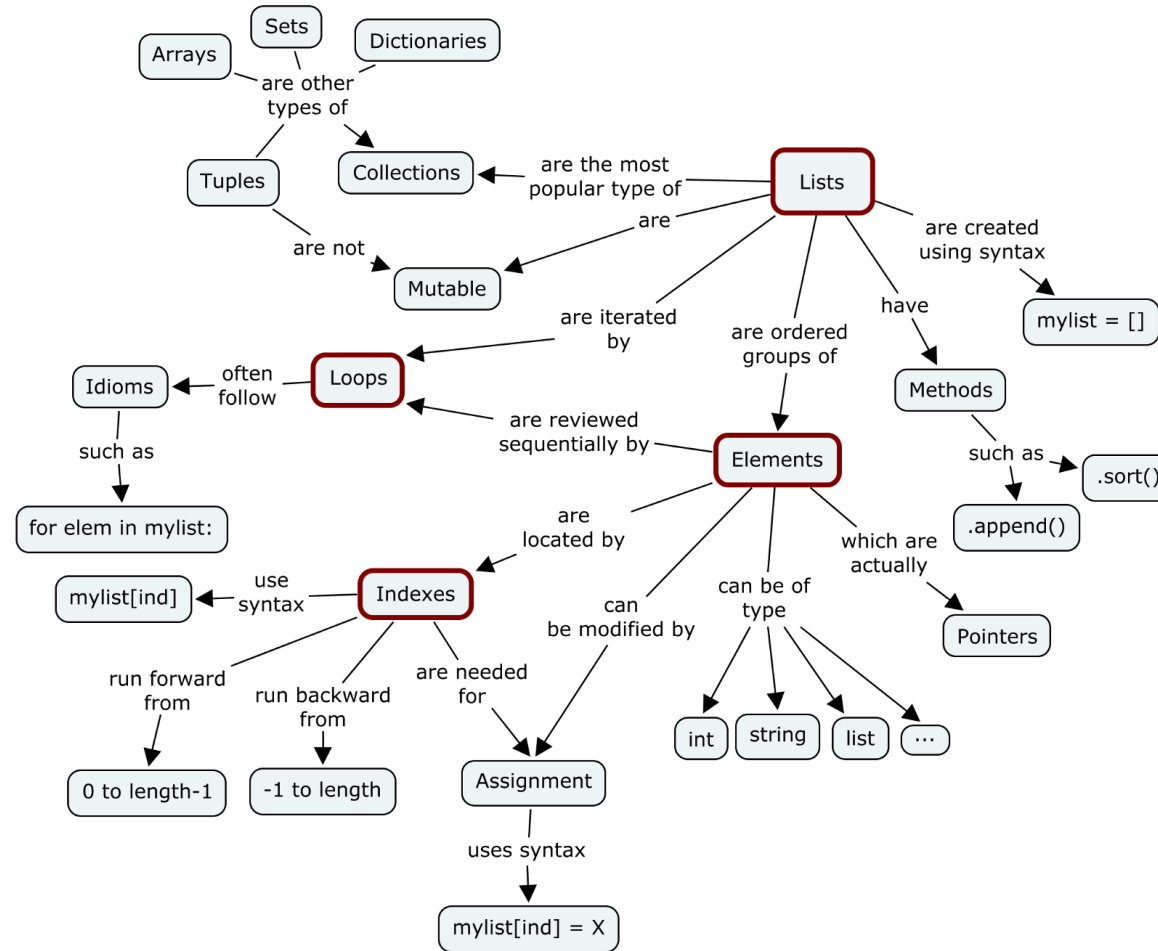 Sets
Dictionaries
Arrays
are other
types of
Tuples
Collections
are the most
popular type of
Lists
are
are not
Mutable
are created
using syntax
mylist = []
have
are iterated
by
are ordered
groups of
Idioms
often
follow
Loops
Methods
are reviewed
sequentially by
such as
Elements
such as
.sort()
for elem in mylist:
.append()
are
located by
which are
actually
mylist[ind]
use
syntax
Indexes
can
be modified by
can be of
type
Pointers
run forward
from
run backward
from
are needed
for
int
string
list
...
0 to length-1
-1 to length
Assignment
uses syntax
mylist[ind] = X